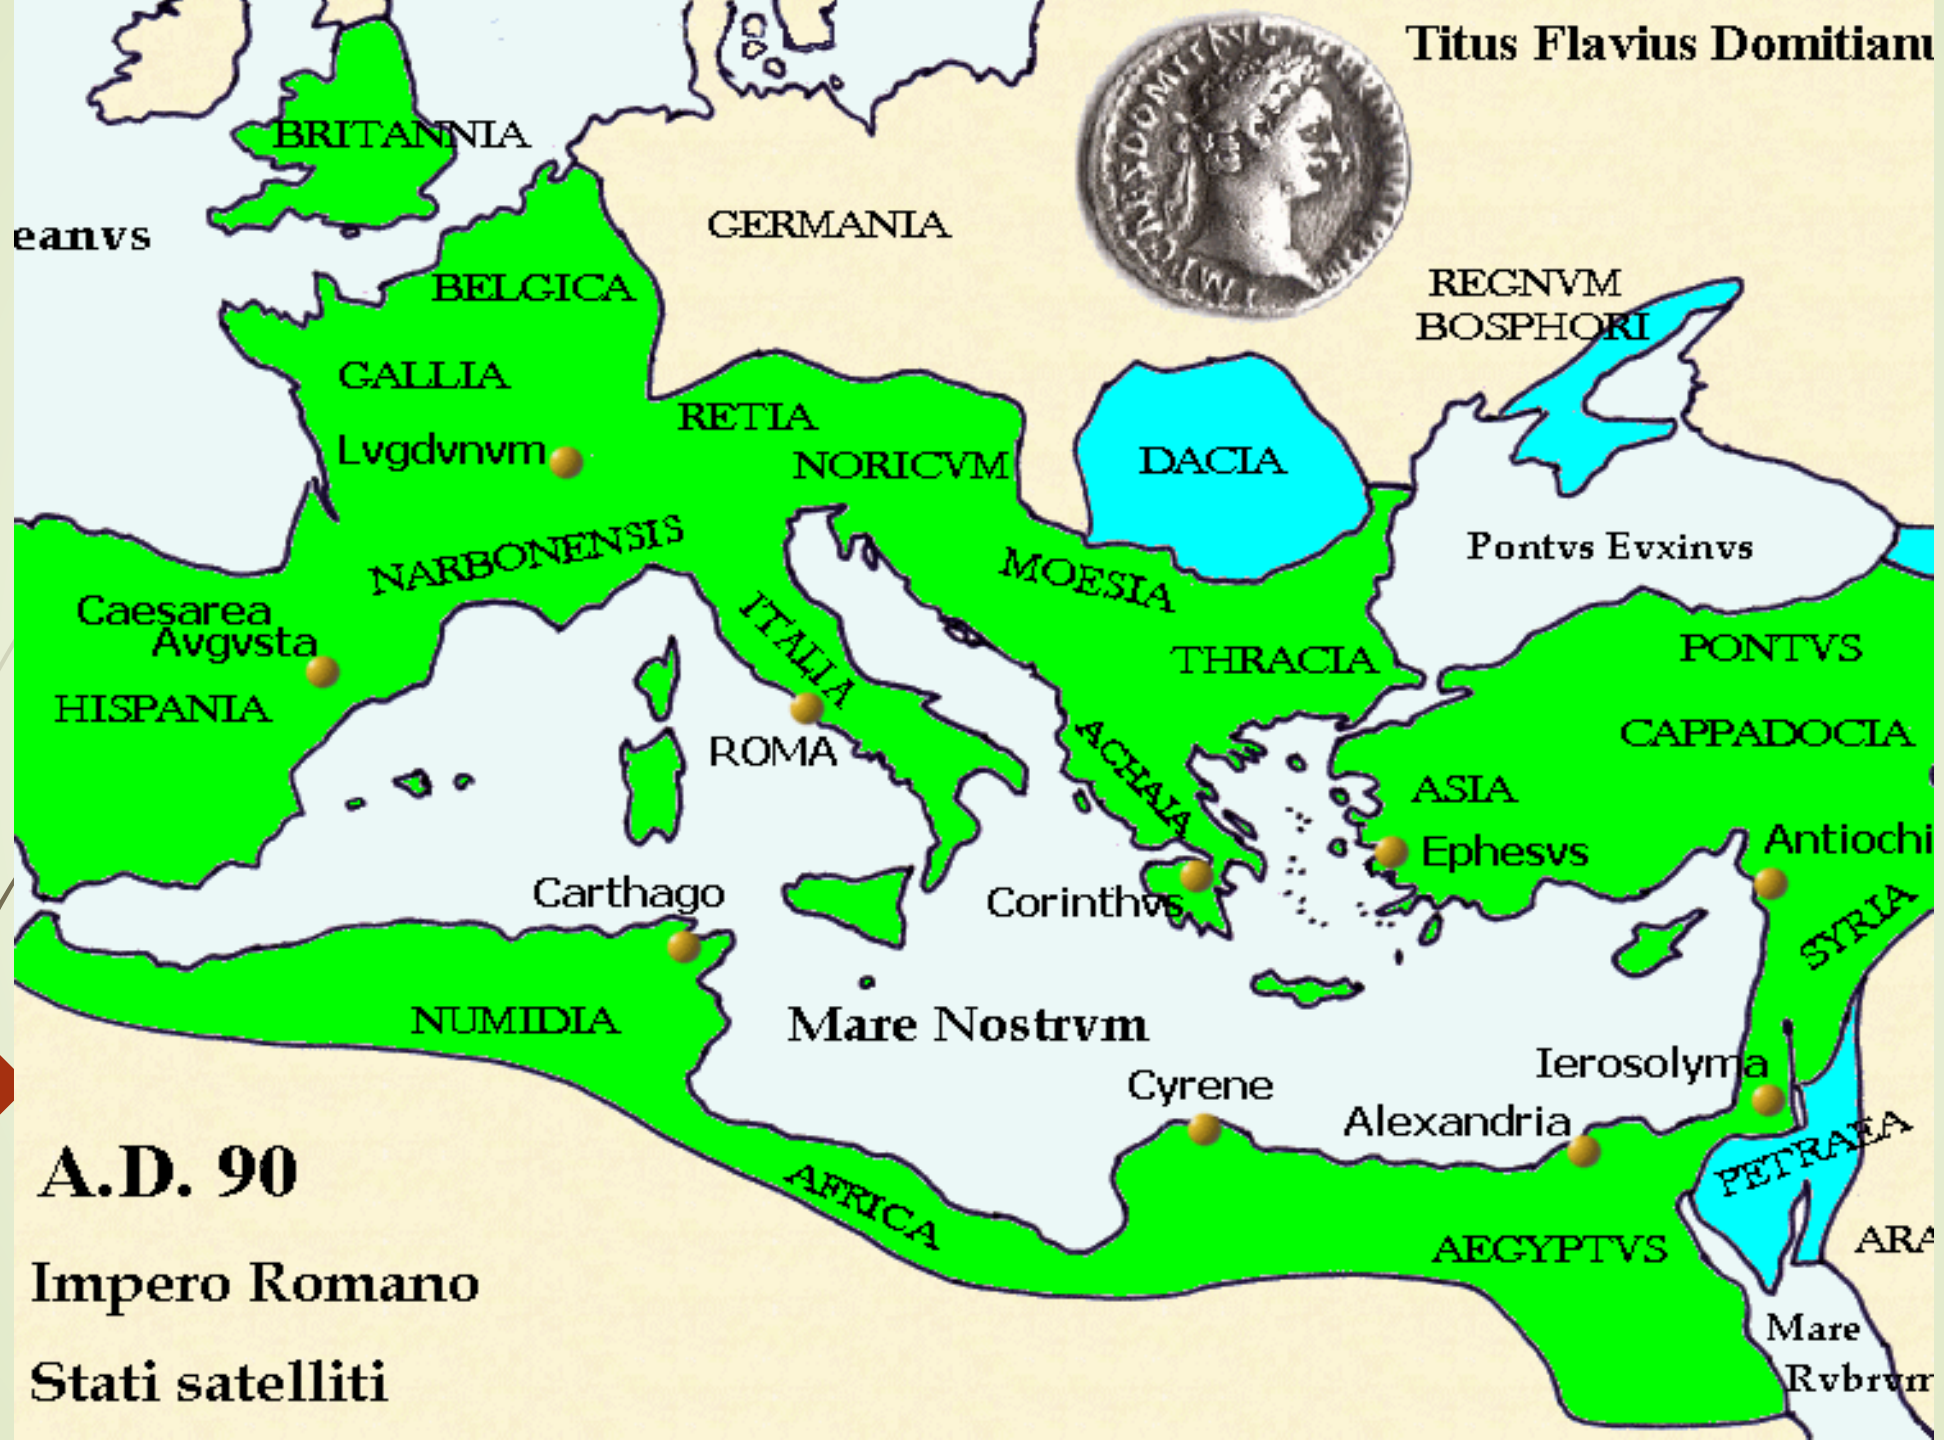 Titus Flavius Domitianu
BRITANNIA
GERMANIA
eanvs
BELGICA
REGNVM
BOSPHORI
GALLIA
RETIA
Lvgdvnvm
NORICVM
DACIA
NARBONENSIS
MOESIA
Pontvs Evxinvs
Caesarea
Avgvsta
ITALIA
THRACIA
PONTVS
HISPANIA
ROMA
ACHAIA
CAPPADOCIA
ASIA
Ephesvs
Antiochi
Carthago
Corinthvs
SYRIA
NUMIDIA
Mare Nostrvm
Ierosolyma
Cyrene
Alexandria
PETRAEA
A.D. 90
AFRICA
AEGYPTVS
ARA
Impero Romano
Mare
Rvbrvm
Stati satelliti